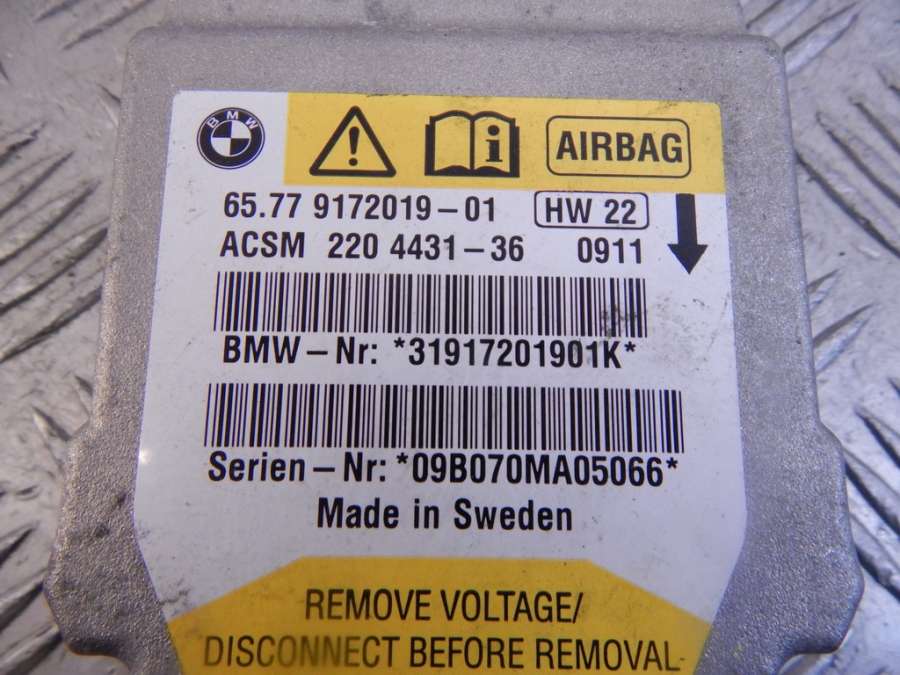 BMW
i
AIRBAG
65.77 9172019-01 HW 22
ACSM 220 4431-36 0911
BMW-Nr: *31917201901K*
Serien-Nr: *09B070MA05066*
Made in Sweden
REMOVE VOLTAGE/
DISCONNECT BEFORE REMOVAL